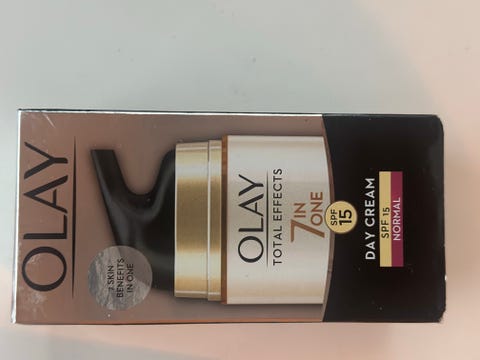 OLAY
7 SKIN
BENEFITS
IN ONE
OLAY
TOTAL EFFECTS
7 IN
ONE
SPF
15
DAY CREAM
SPF 15
NORMAL